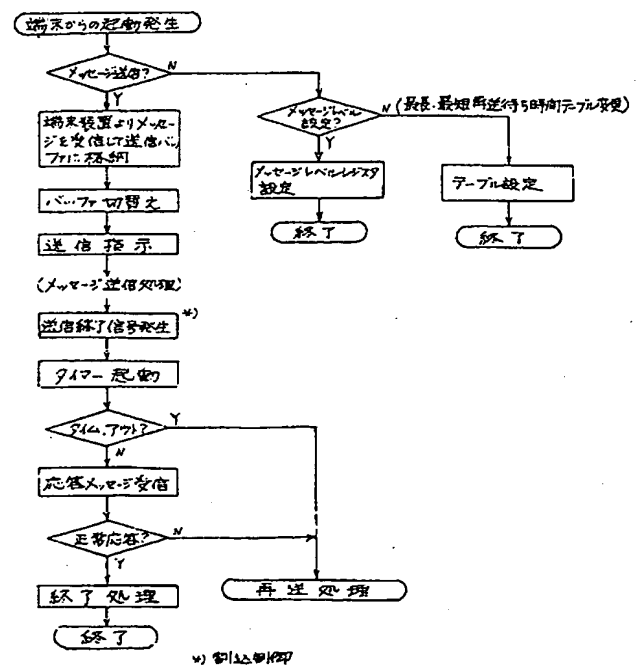 端末からの起動発生
メッセージ送信?
N
Y
メッセージレベル
設定?
N
(最長、最短再送待ち時間テーブル変更)
Y
端末装置よりメッセー
ジを受信して送信バッ
ファに格納
メッセージレベルレジスタ
設定
テーブル設定
バッファ切替え
終了
終了
送信指示
(メッセージ送信処理)
送信終了信号発生
*)
タイマー起動
タイム.アウト?
Y
N
応答メッセージ受信
正常応答?
N
Y
終了処理
再送処理
終了
*) 割込制御